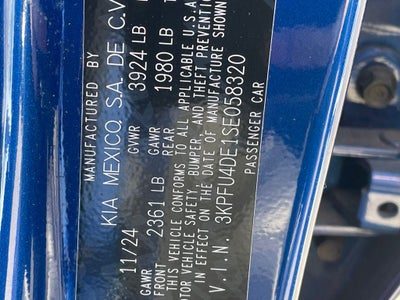 MANUFACTURED BY
KIA MEXICO, S.A. DE C.V
11/24 GVWR 3924 LB
GAWR FRONT 2361 LB GAWR REAR 1980 LB
THIS VEHICLE CONFORMS TO ALL APPLICABLE U.S.A
MOTOR VEHICLE SAFETY, BUMPER, AND THEFT PREVENTION
IN EFFECT ON THE DATE OF MANUFACTURE SHOWN
V.I.N. 3KPFU4DE1SE058320
PASSENGER CAR